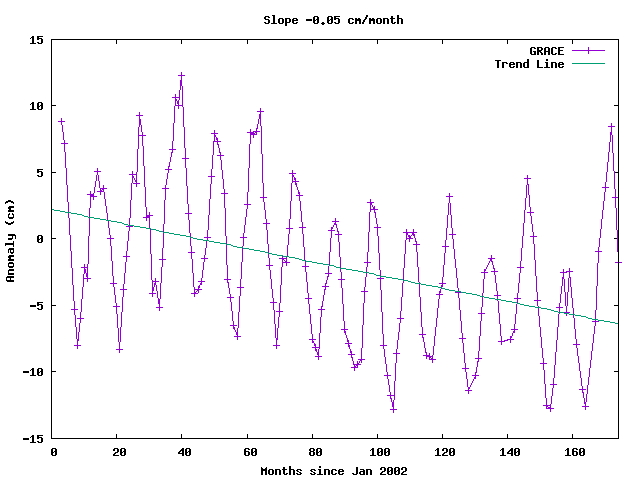 Slope -0.05 cm/month
GRACE
Trend Line
15
10
5
0
-5
-10
-15
Anomaly (cm)
0 20 40 60 80 100 120 140 160
Months since Jan 2002